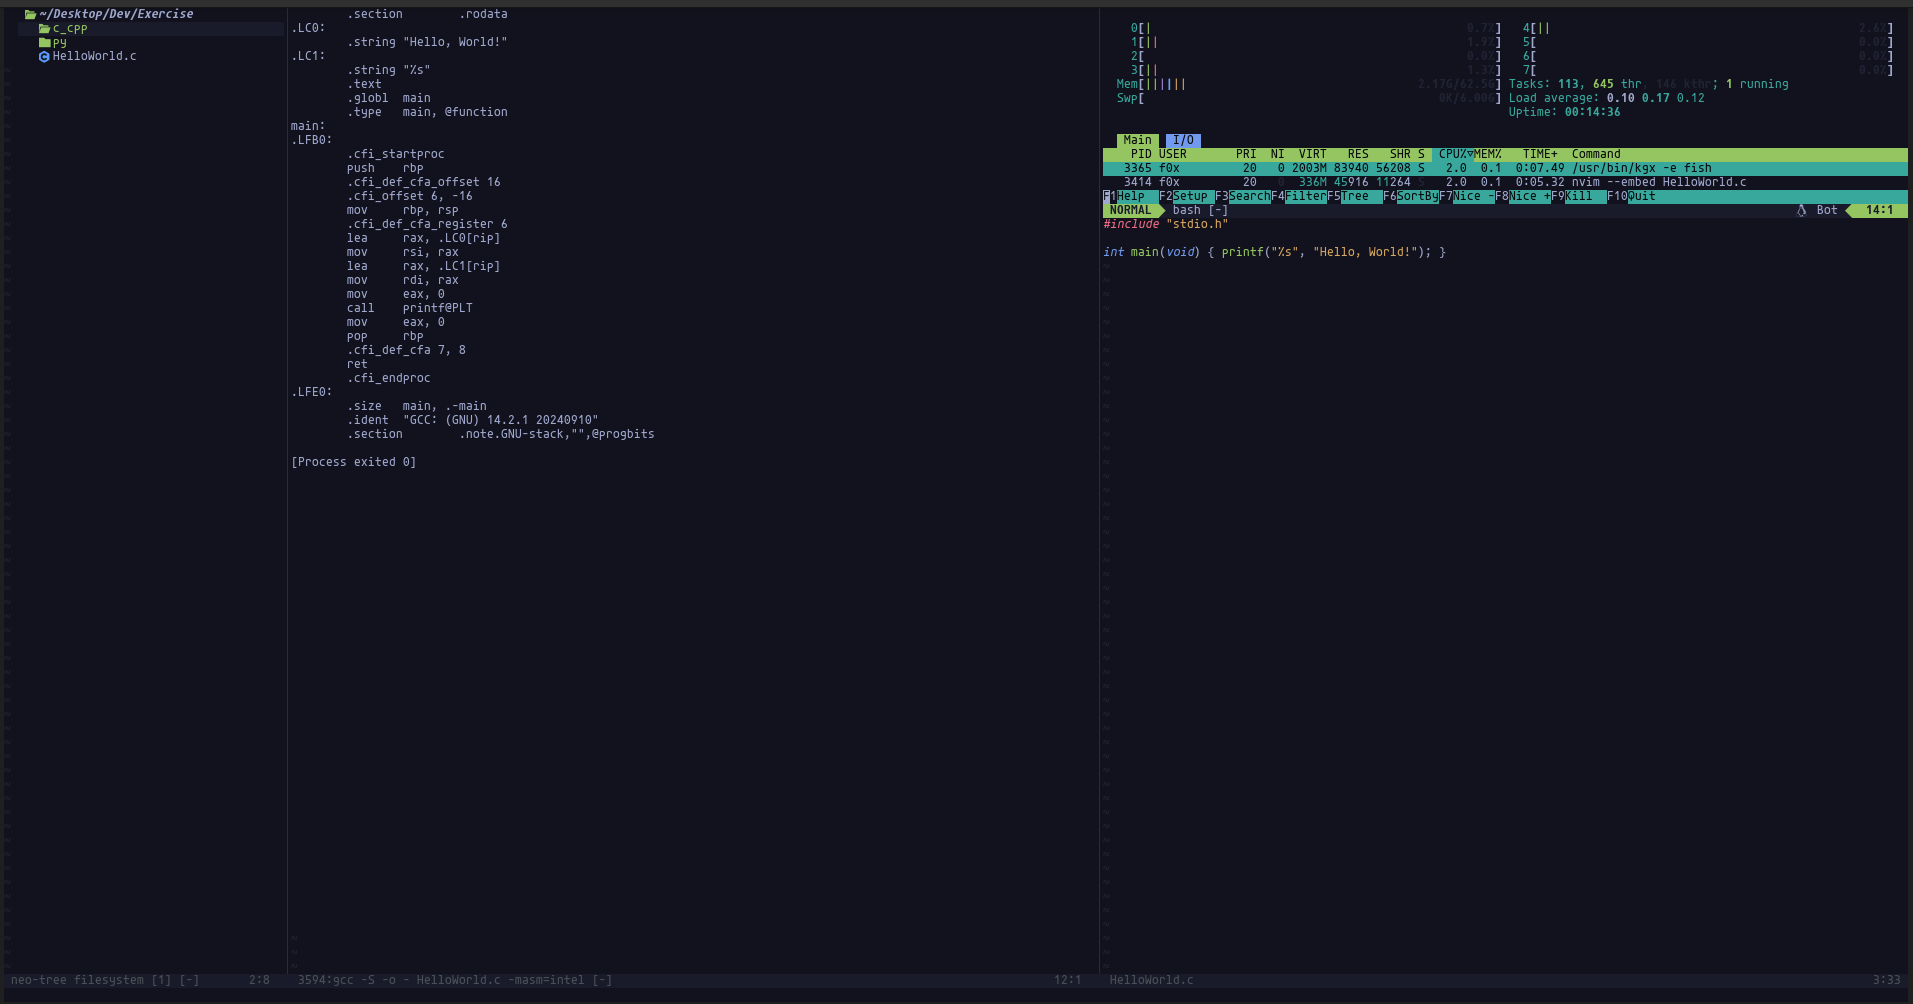 ~/Desktop/Dev/Exercise
c_cpp
py
HelloWorld.c
neo-tree filesystem [1] [-] 2:8
.section .rodata
.LC0:
.string "Hello, World!"
.LC1:
.string "%s"
.text
.globl main
.type main, @function
main:
.LFB0:
.cfi_startproc
push rbp
.cfi_def_cfa_offset 16
.cfi_offset 6, -16
mov rbp, rsp
.cfi_def_cfa_register 6
lea rax, .LC0[rip]
mov rsi, rax
lea rax, .LC1[rip]
mov rdi, rax
mov eax, 0
call printf@PLT
mov eax, 0
pop rbp
.cfi_def_cfa 7, 8
ret
.cfi_endproc
.LFE0:
.size main, .-main
.ident "GCC: (GNU) 14.2.1 20240910"
.section .note.GNU-stack,"",@progbits
[Process exited 0]
3594:gcc -S -o - HelloWorld.c -masm=intel [-] 12:1
0[| 0.7%] 4[|| 2.6%]
1[|| 1.9%] 5[ 0.0%]
2[ 0.0%] 6[ 0.0%]
3[|| 1.3%] 7[ 0.0%]
Mem[|||||| 2.17G/62.5G] Tasks: 113, 645 thr, 146 kthr; 1 running
Swp[ 0K/6.00G] Load average: 0.10 0.17 0.12
Uptime: 00:14:36
Main I/O
PID USER PRI NI VIRT RES SHR S CPU%▽MEM% TIME+ Command
3365 f0x 20 0 2003M 83940 56208 S 2.0 0.1 0:07.49 /usr/bin/kgx -e fish
3414 f0x 20 0 336M 45916 11264 S 2.0 0.1 0:05.32 nvim --embed HelloWorld.c
F1Help F2Setup F3SearchF4FilterF5Tree F6SortByF7Nice -F8Nice +F9Kill F10Quit
NORMAL bash [-] Bot 14:1
#include "stdio.h"
int main(void) { printf("%s", "Hello, World!"); }
HelloWorld.c 3:33